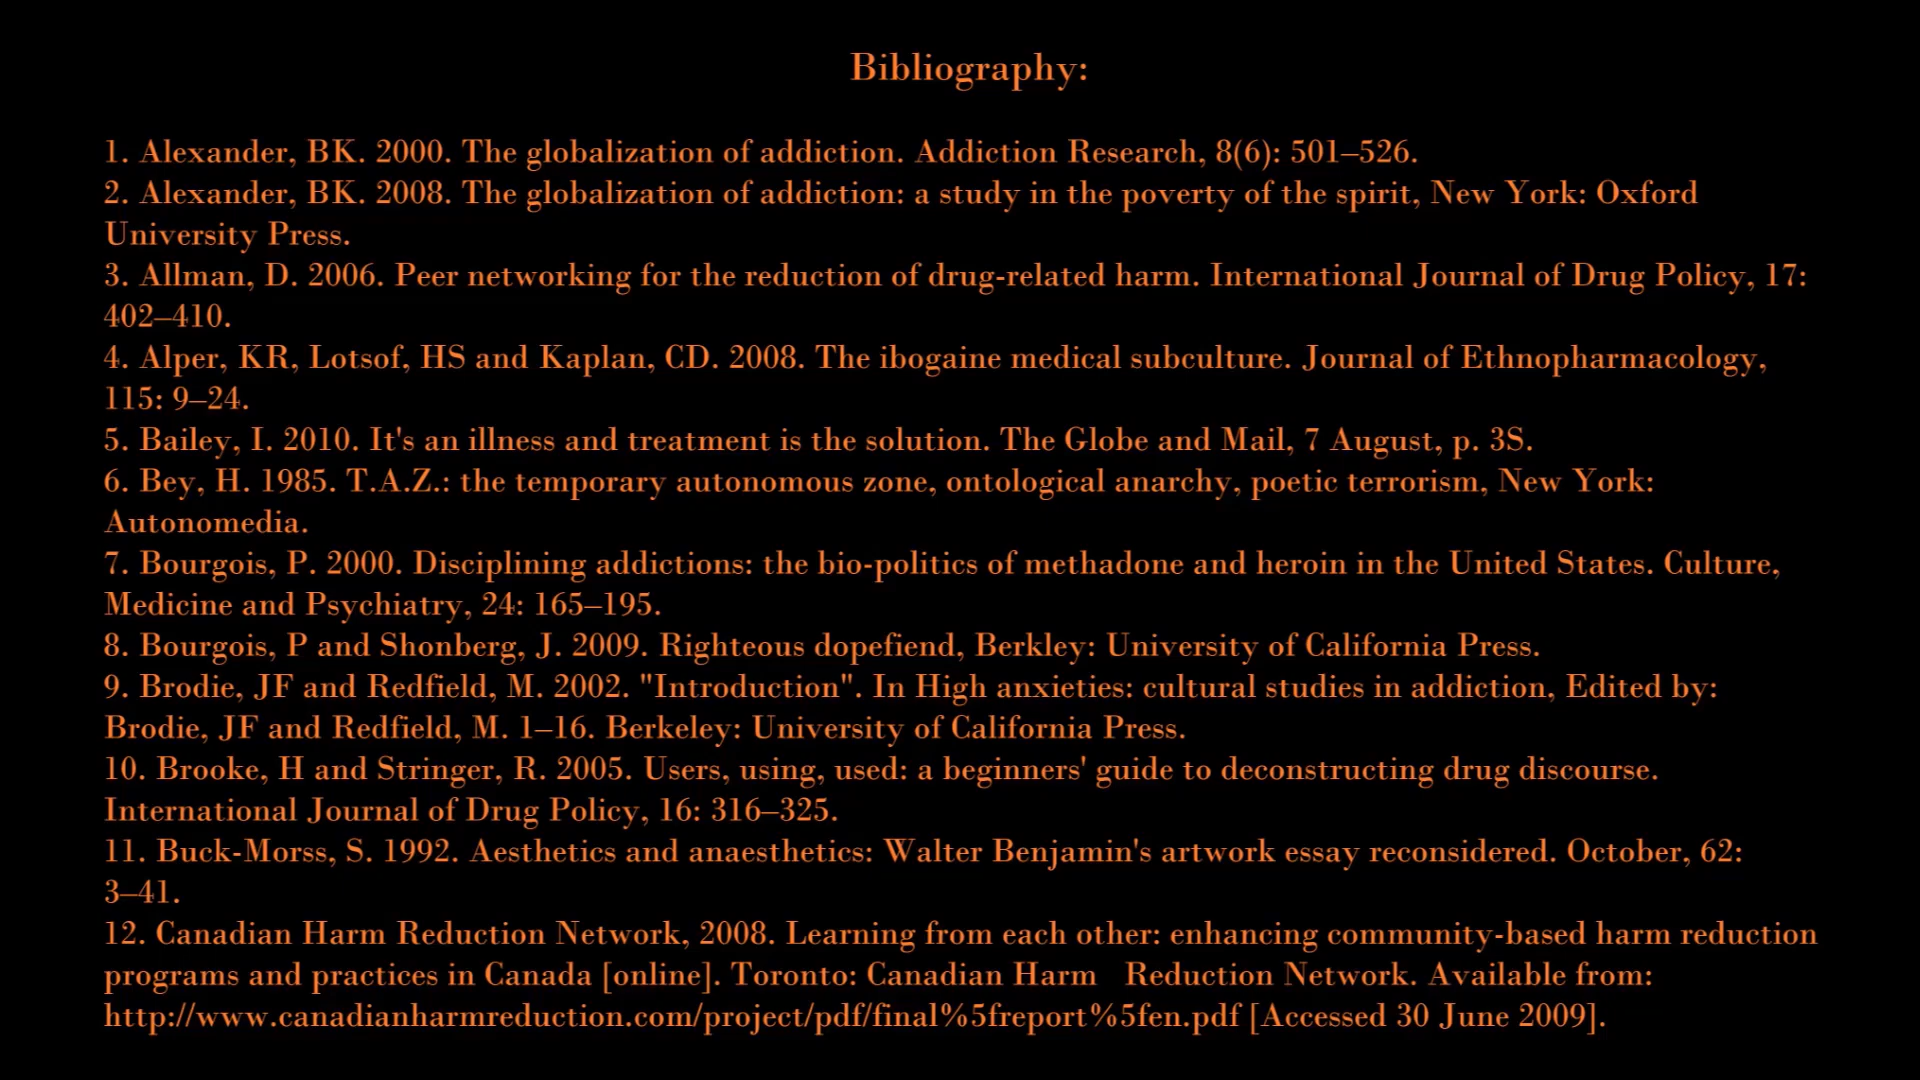 Bibliography:
1. Alexander, BK. 2000. The globalization of addiction. Addiction Research, 8(6): 501–526.
2. Alexander, BK. 2008. The globalization of addiction: a study in the poverty of the spirit, New York: Oxford
University Press.
3. Allman, D. 2006. Peer networking for the reduction of drug-related harm. International Journal of Drug Policy, 17:
402–410.
4. Alper, KR, Lotsof, HS and Kaplan, CD. 2008. The ibogaine medical subculture. Journal of Ethnopharmacology,
115: 9–24.
5. Bailey, I. 2010. It's an illness and treatment is the solution. The Globe and Mail, 7 August, p. 3S.
6. Bey, H. 1985. T.A.Z.: the temporary autonomous zone, ontological anarchy, poetic terrorism, New York:
Autonomedia.
7. Bourgois, P. 2000. Disciplining addictions: the bio-politics of methadone and heroin in the United States. Culture,
Medicine and Psychiatry, 24: 165–195.
8. Bourgois, P and Shonberg, J. 2009. Righteous dopefiend, Berkley: University of California Press.
9. Brodie, JF and Redfield, M. 2002. "Introduction". In High anxieties: cultural studies in addiction, Edited by:
Brodie, JF and Redfield, M. 1–16. Berkeley: University of California Press.
10. Brooke, H and Stringer, R. 2005. Users, using, used: a beginners' guide to deconstructing drug discourse.
International Journal of Drug Policy, 16: 316–325.
11. Buck-Morss, S. 1992. Aesthetics and anaesthetics: Walter Benjamin's artwork essay reconsidered. October, 62:
3–41.
12. Canadian Harm Reduction Network, 2008. Learning from each other: enhancing community-based harm reduction
programs and practices in Canada [online]. Toronto: Canadian Harm   Reduction Network. Available from:
http://www.canadianharmreduction.com/project/pdf/final%5freport%5fen.pdf [Accessed 30 June 2009].